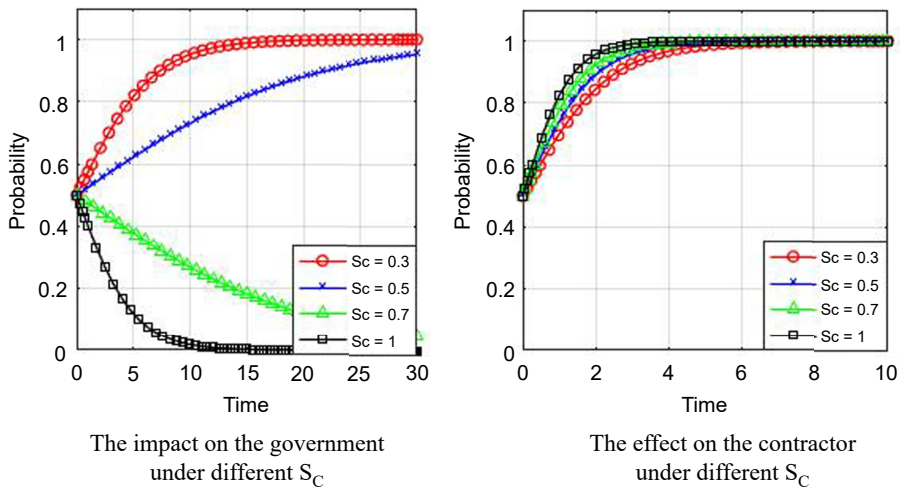 1
0.8
0.6
0.4
0.2
0
Probability
0
5
10
15
20
25
30
Time
Sc = 0.3
Sc = 0.5
Sc = 0.7
Sc = 1
The impact on the government
under different S_C
1
0.8
0.6
0.4
0.2
0
Probability
0
2
4
6
8
10
Time
Sc = 0.3
Sc = 0.5
Sc = 0.7
Sc = 1
The effect on the contractor
under different S_C